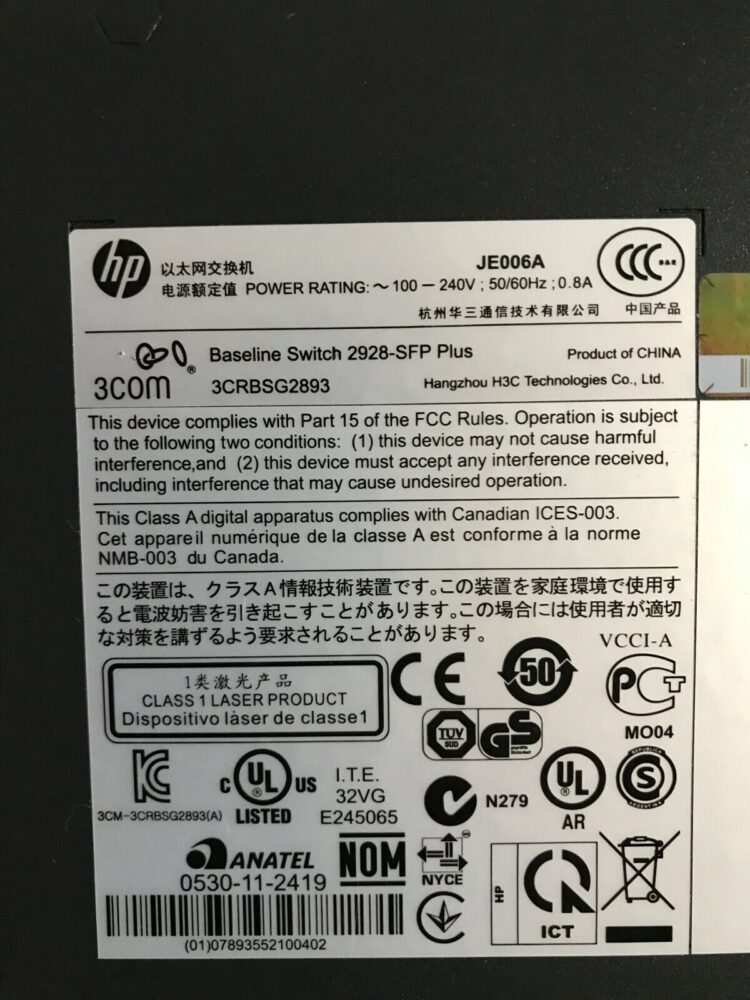 hp
以太网交换机
JE006A
电源额定值 POWER RATING: ～ 100 — 240V ; 50/60Hz ; 0.8A
CCC S&E
杭州华三通信技术有限公司
中国产品
Baseline Switch 2928-SFP Plus
Product of CHINA
3COM ®
3CRBSG2893
Hangzhou H3C Technologies Co., Ltd.
This device complies with Part 15 of the FCC Rules. Operation is subject
to the following two conditions: (1) this device may not cause harmful
interference,and (2) this device must accept any interference received,
including interference that may cause undesired operation.
This Class A digital apparatus complies with Canadian ICES-003.
Cet appareil numérique de la classe A est conforme à la norme
NMB-003 du Canada.
この装置は、クラスA情報技術装置です。この装置を家庭環境で使用す
ると電波妨害を引き起こすことがあります。この場合には使用者が適切
な対策を講ずるよう要求されることがあります。
VCCI-A
1类激光产品
CLASS 1 LASER PRODUCT
Dispositivo làser de classe1
CE
50
PCT
MO04
TUV
SUD
GS
geprüfte
Sicherheit
KC
3CM-3CRBSG2893(A)
C UL ® US
LISTED
I.T.E.
32VG
E245065
N279
UL ®
AR
REPUBLICA
S
ARGENTINA
ANATEL
0530-11-2419
NOM
NYCE
HP
ICT
(01)07893552100402